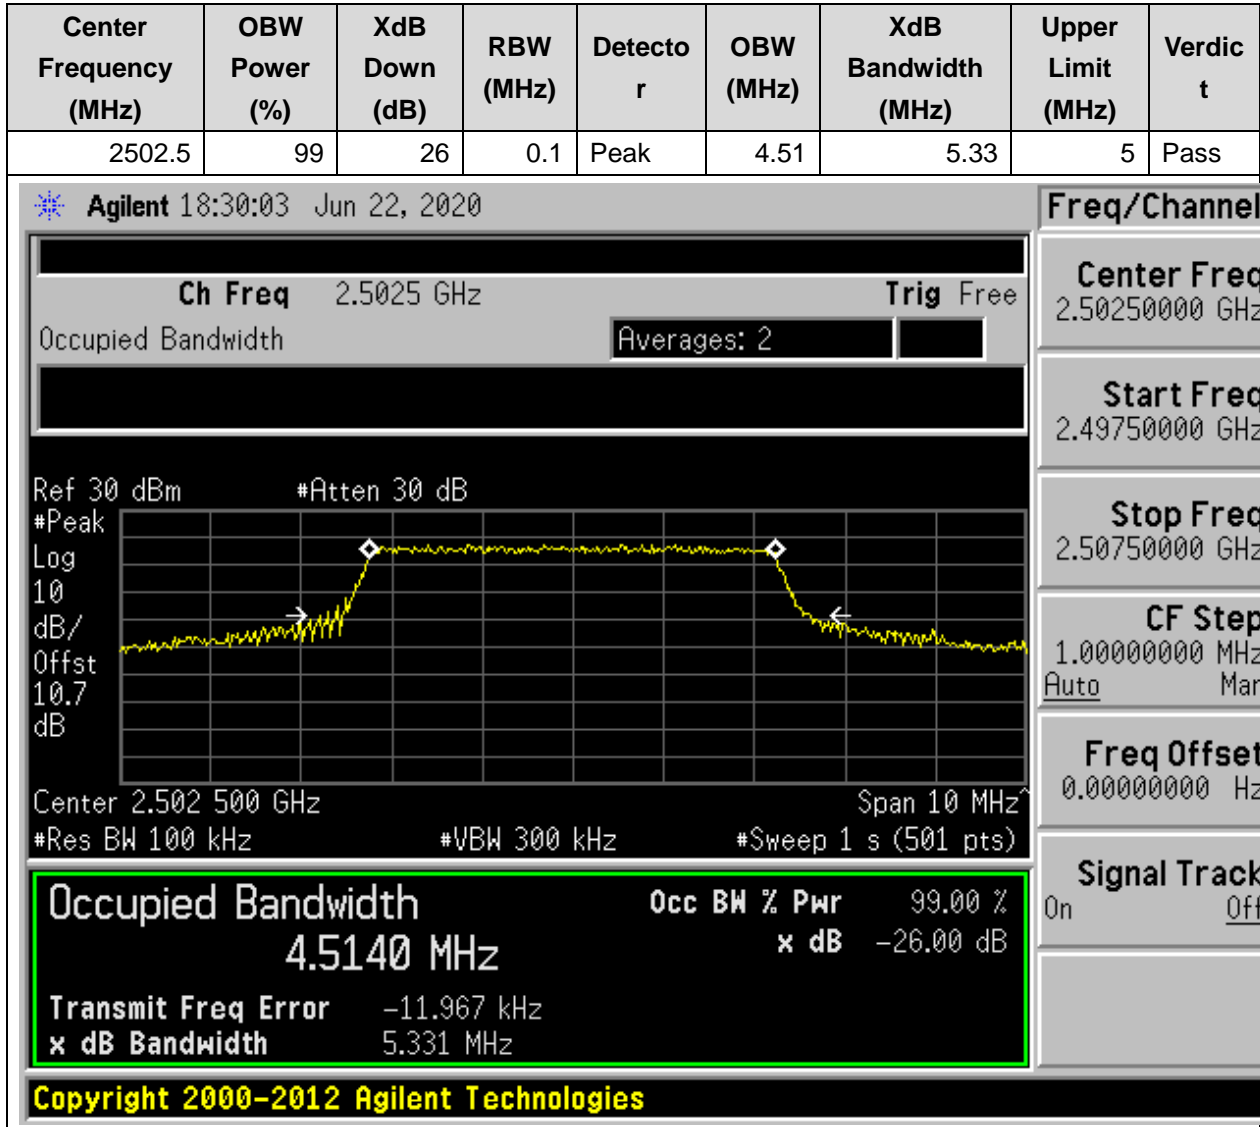 Center Frequency (MHz) OBW Power (%) XdB Down (dB) RBW (MHz) Detecto r OBW (MHz) XdB Bandwidth (MHz) Upper Limit (MHz) Verdic t
2502.5 99 26 0.1 Peak 4.51 5.33 5 Pass
Agilent 18:30:03 Jun 22, 2020
Freq/Channel
Ch Freq 2.5025 GHz Trig Free
Occupied Bandwidth Averages: 2
Center Freq
2.50250000 GHz
Start Freq
2.49750000 GHz
Stop Freq
2.50750000 GHz
CF Step
1.00000000 MHz
Auto Man
Freq Offset
0.00000000 Hz
Signal Track
On Off
Ref 30 dBm #Atten 30 dB
#Peak
Log
10
dB/
Offst
10.7
dB
Center 2.502 500 GHz Span 10 MHz^
#Res BW 100 kHz #VBW 300 kHz #Sweep 1 s (501 pts)
Occupied Bandwidth Occ BW % Pwr 99.00 %
4.5140 MHz x dB -26.00 dB
Transmit Freq Error -11.967 kHz
x dB Bandwidth 5.331 MHz
Copyright 2000-2012 Agilent Technologies